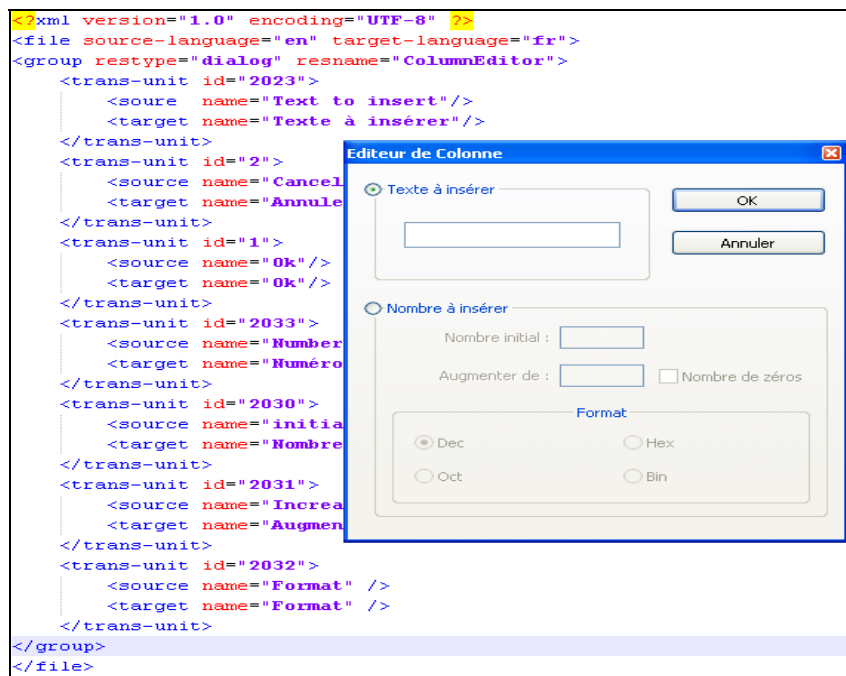 <?xml version="1.0" encoding="UTF-8" ?>
<file source-language="en" target-language="fr">
<group restype="dialog" resname="ColumnEditor">
<trans-unit id="2023">
<soure name="Text to insert"/>
<target name="Texte à insérer"/>
</trans-unit>
<trans-unit id="2">
<source name="Cancel
<target name="Annule
</trans-unit>
<trans-unit id="1">
<source name="Ok"/>
<target name="Ok"/>
</trans-unit>
<trans-unit id="2033">
<source name="Number
<target name="Numéro
</trans-unit>
<trans-unit id="2030">
<source name="initia
<target name="Nombre
</trans-unit>
<trans-unit id="2031">
<source name="Increa
<target name="Augmen
</trans-unit>
<trans-unit id="2032">
<source name="Format" />
<target name="Format" />
</trans-unit>
</group>
</file>
Editeur de Colonne
Texte à insérer
OK
Annuler
Nombre à insérer
Nombre initial :
Augmenter de :
Nombre de zéros
Format
Dec
Hex
Oct
Bin